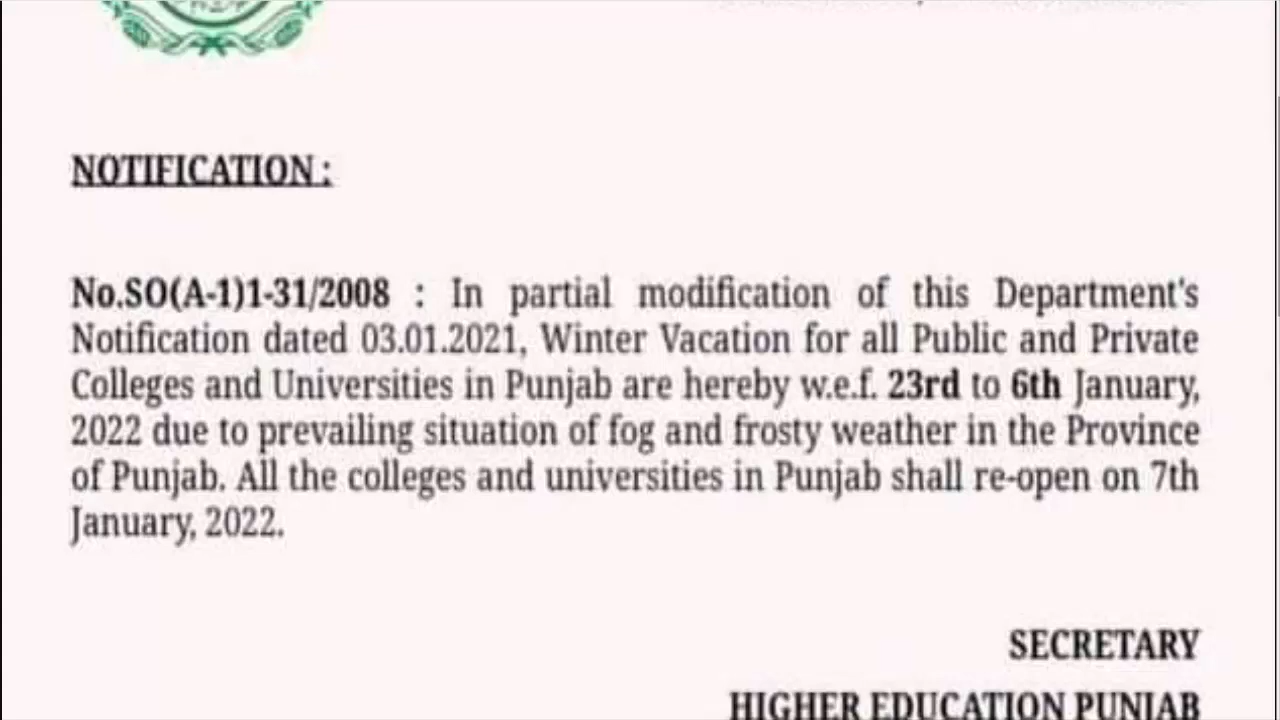 NOTIFICATION :
No.SO(A-1)1-31/2008 : In partial modification of this Department's
Notification dated 03.01.2021, Winter Vacation for all Public and Private
Colleges and Universities in Punjab are hereby w.e.f. 23rd to 6th January,
2022 due to prevailing situation of fog and frosty weather in the Province
of Punjab. All the colleges and universities in Punjab shall re-open on 7th
January, 2022.
SECRETARY
HIGHER EDUCATION PUNJAB